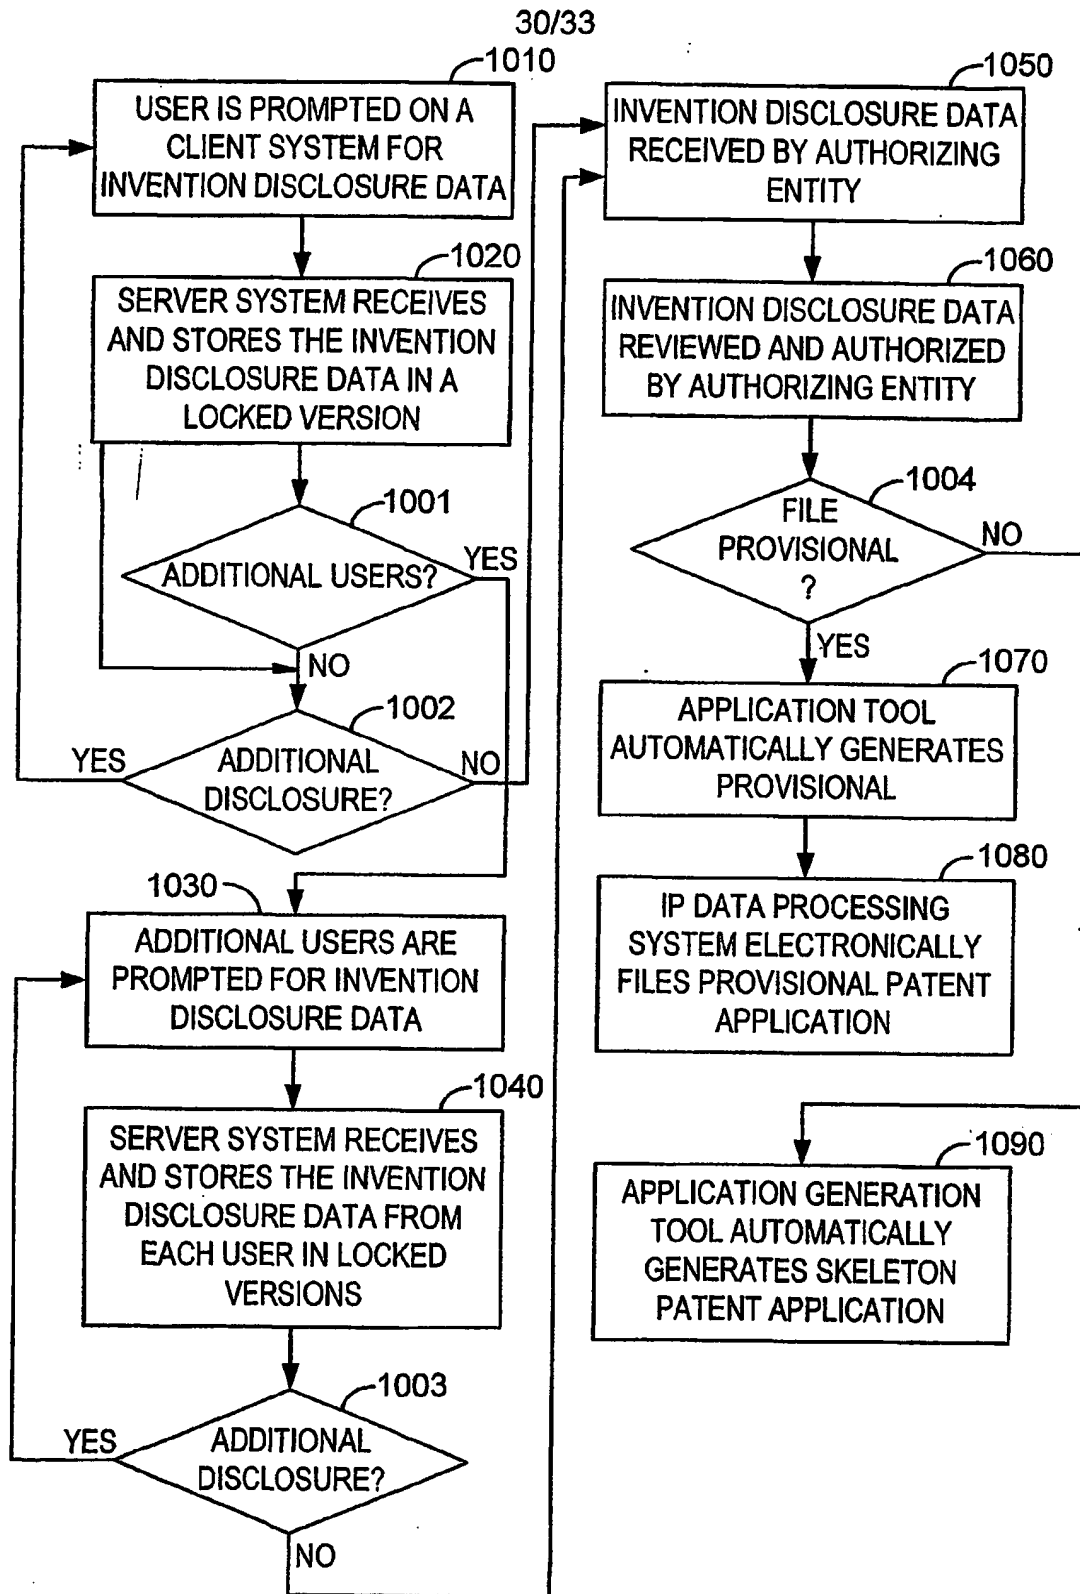 30/33
1010
USER IS PROMPTED ON A
CLIENT SYSTEM FOR
INVENTION DISCLOSURE DATA
1020
SERVER SYSTEM RECEIVES
AND STORES THE INVENTION
DISCLOSURE DATA IN A
LOCKED VERSION
1001
ADDITIONAL USERS?
YES
NO
1002
ADDITIONAL
DISCLOSURE?
YES
NO
1030
ADDITIONAL USERS ARE
PROMPTED FOR INVENTION
DISCLOSURE DATA
1040
SERVER SYSTEM RECEIVES
AND STORES THE INVENTION
DISCLOSURE DATA FROM
EACH USER IN LOCKED
VERSIONS
1003
ADDITIONAL
DISCLOSURE?
YES
NO
1050
INVENTION DISCLOSURE DATA
RECEIVED BY AUTHORIZING
ENTITY
1060
INVENTION DISCLOSURE DATA
REVIEWED AND AUTHORIZED
BY AUTHORIZING ENTITY
1004
FILE
PROVISIONAL
?
NO
YES
1070
APPLICATION TOOL
AUTOMATICALLY GENERATES
PROVISIONAL
1080
IP DATA PROCESSING
SYSTEM ELECTRONICALLY
FILES PROVISIONAL PATENT
APPLICATION
1090
APPLICATION GENERATION
TOOL AUTOMATICALLY
GENERATES SKELETON
PATENT APPLICATION